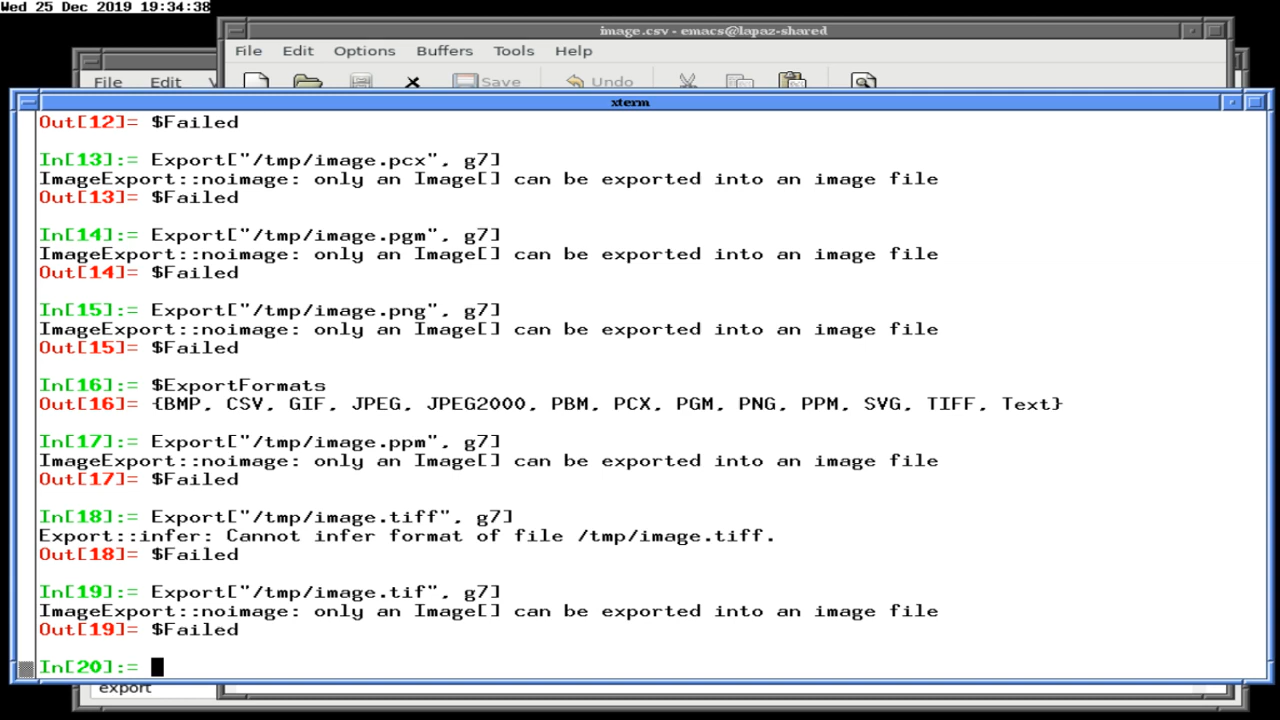 Wed 25 Dec 2019 19:34:38
image.csv - emacs@lapaz-shared
File Edit Options Buffers Tools Help
File Edit V
Save Undo
xterm
Out[12]= $Failed
In[13]:= Export["/tmp/image.pcx", g7]
ImageExport::noimage: only an Image[] can be exported into an image file
Out[13]= $Failed
In[14]:= Export["/tmp/image.pgm", g7]
ImageExport::noimage: only an Image[] can be exported into an image file
Out[14]= $Failed
In[15]:= Export["/tmp/image.png", g7]
ImageExport::noimage: only an Image[] can be exported into an image file
Out[15]= $Failed
In[16]:= $ExportFormats
Out[16]= {BMP, CSV, GIF, JPEG, JPEG2000, PBM, PCX, PGM, PNG, PPM, SVG, TIFF, Text}
In[17]:= Export["/tmp/image.ppm", g7]
ImageExport::noimage: only an Image[] can be exported into an image file
Out[17]= $Failed
In[18]:= Export["/tmp/image.tiff", g7]
Export::infer: Cannot infer format of file /tmp/image.tiff.
Out[18]= $Failed
In[19]:= Export["/tmp/image.tif", g7]
ImageExport::noimage: only an Image[] can be exported into an image file
Out[19]= $Failed
In[20]:=
export